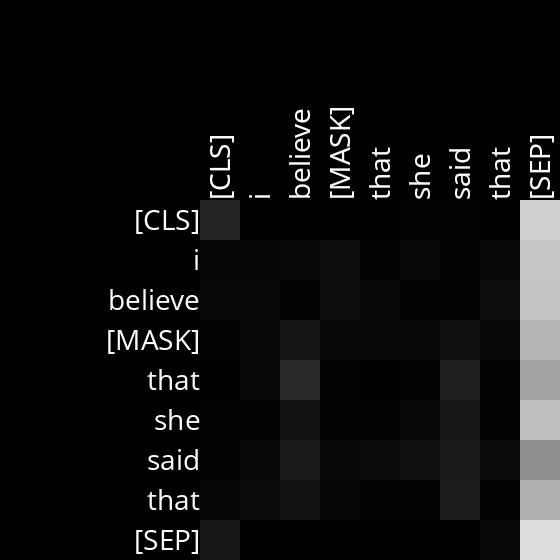 [CLS] i believe [MASK] that she said that [SEP]
[CLS]
i
believe
[MASK]
that
she
said
that
[SEP]